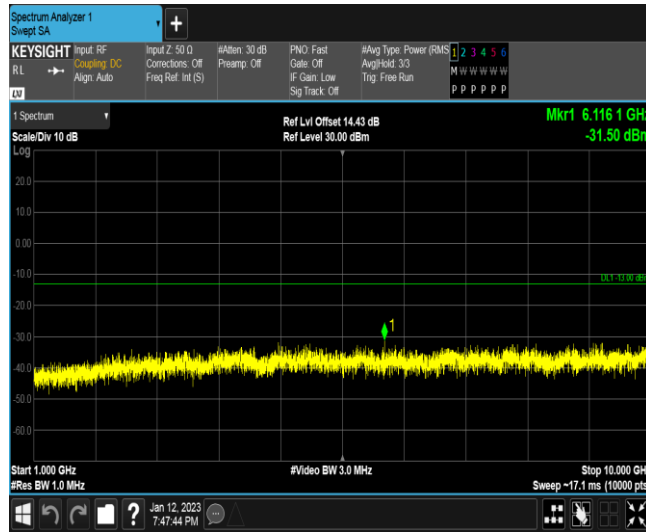 Spectrum Analyzer 1
Swept SA
+
KEYSIGHT
R L
LXI
Input: RF
Coupling: DC
Align: Auto
Input Z: 50 Ω
Corrections: Off
Freq Ref: Int (S)
#Atten: 30 dB
Preamp: Off
PNO: Fast
Gate: Off
IF Gain: Low
Sig Track: Off
#Avg Type: Power (RMS
Avg|Hold: 3/3
Trig: Free Run
1 2 3 4 5 6
M W W W W W
P P P P P P
1 Spectrum
Scale/Div 10 dB
Ref Lvl Offset 14.43 dB
Ref Level 30.00 dBm
Mkr1 6.116 1 GHz
-31.50 dBm
Log
20.0
10.0
0.00
-10.0
DL1 -13.00 dBm
-20.0
-30.0
1
-40.0
-50.0
-60.0
Start 1.000 GHz
#Video BW 3.0 MHz
Stop 10.000 GHz
#Res BW 1.0 MHz
Sweep ~17.1 ms (10000 pts
?
Jan 12, 2023
7:47:44 PM